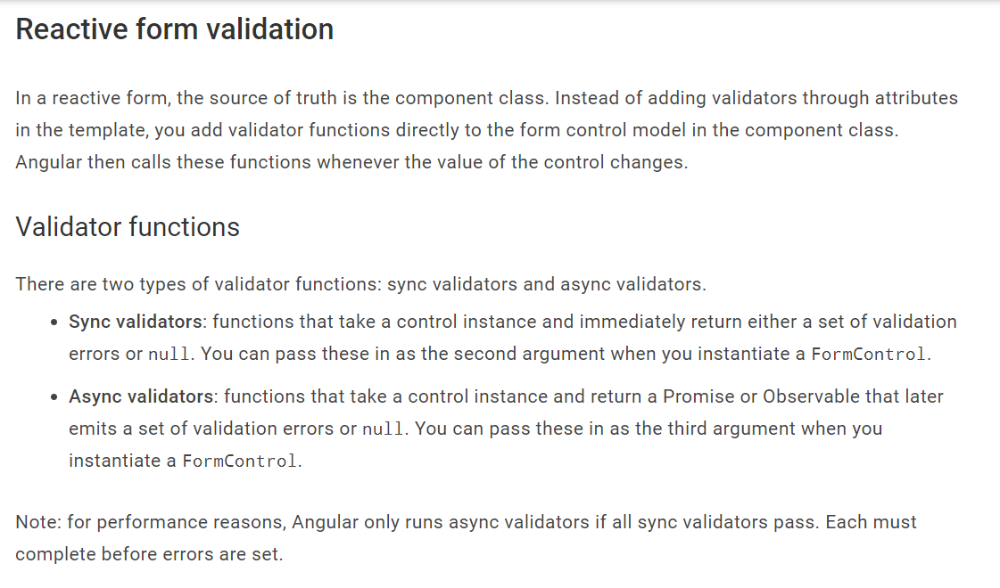 Reactive form validation
In a reactive form, the source of truth is the component class. Instead of adding validators through attributes
in the template, you add validator functions directly to the form control model in the component class.
Angular then calls these functions whenever the value of the control changes.
Validator functions
There are two types of validator functions: sync validators and async validators.
• Sync validators: functions that take a control instance and immediately return either a set of validation
errors or null. You can pass these in as the second argument when you instantiate a FormControl.
• Async validators: functions that take a control instance and return a Promise or Observable that later
emits a set of validation errors or null. You can pass these in as the third argument when you
instantiate a FormControl.
Note: for performance reasons, Angular only runs async validators if all sync validators pass. Each must
complete before errors are set.